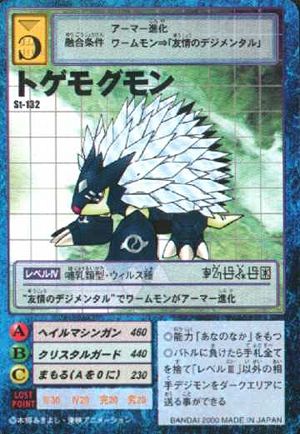 アーマー進化
融合条件 ワームモン⇒「友情のデジメンタル」
トゲモグモン
St-132
レベルⅣ 哺乳類型・ウィルス種
"友情のデジメンタル"でワームモンがアーマー進化
A ヘイルマシンガン 460
B クリスタルガード 440
C まもる(Aを0に) 230
○能力「あなのなか」をもつ
○バトルに負けたら手札全てを捨て「レベルⅢ」以外の相手デジモンをダークエリアに送る事ができる
LOST POINT
完20 究20
©本郷あきよし・東映アニメーション
BANDAI 2000 MADE IN JAPAN